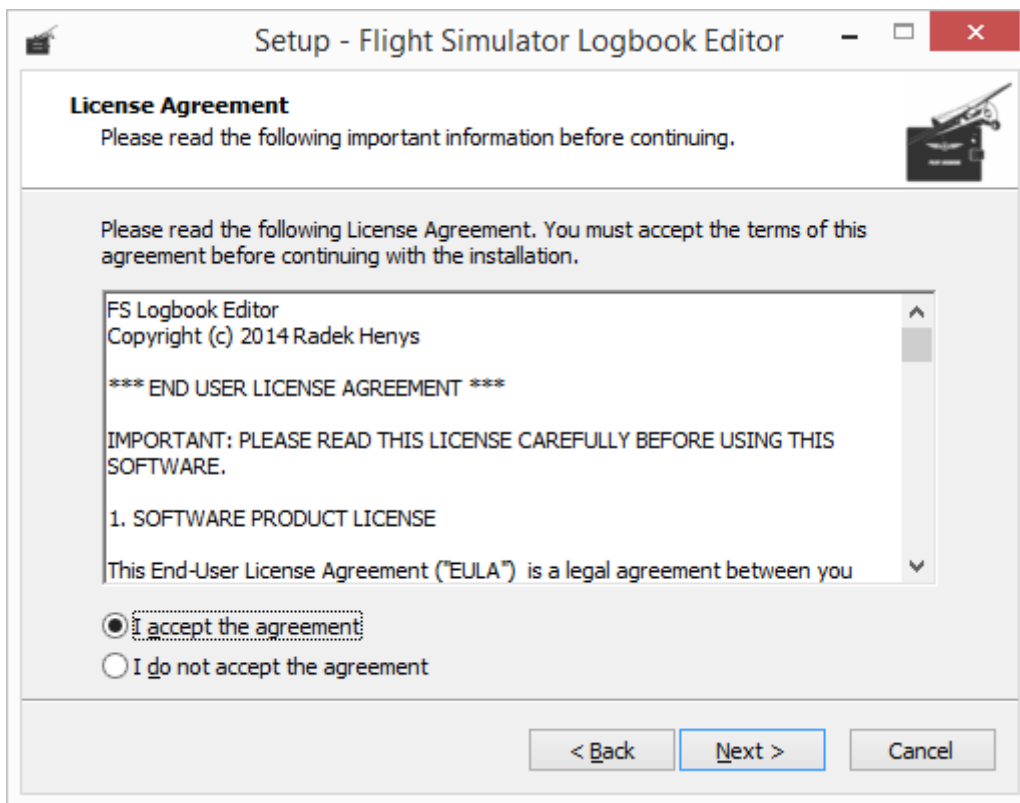 Setup - Flight Simulator Logbook Editor
License Agreement
Please read the following important information before continuing.
Please read the following License Agreement. You must accept the terms of this
agreement before continuing with the installation.
FS Logbook Editor
Copyright (c) 2014 Radek Henys
*** END USER LICENSE AGREEMENT ***
IMPORTANT: PLEASE READ THIS LICENSE CAREFULLY BEFORE USING THIS
SOFTWARE.
1. SOFTWARE PRODUCT LICENSE
This End-User License Agreement ("EULA")  is a legal agreement between you
I accept the agreement
I do not accept the agreement
< Back
Next >
Cancel